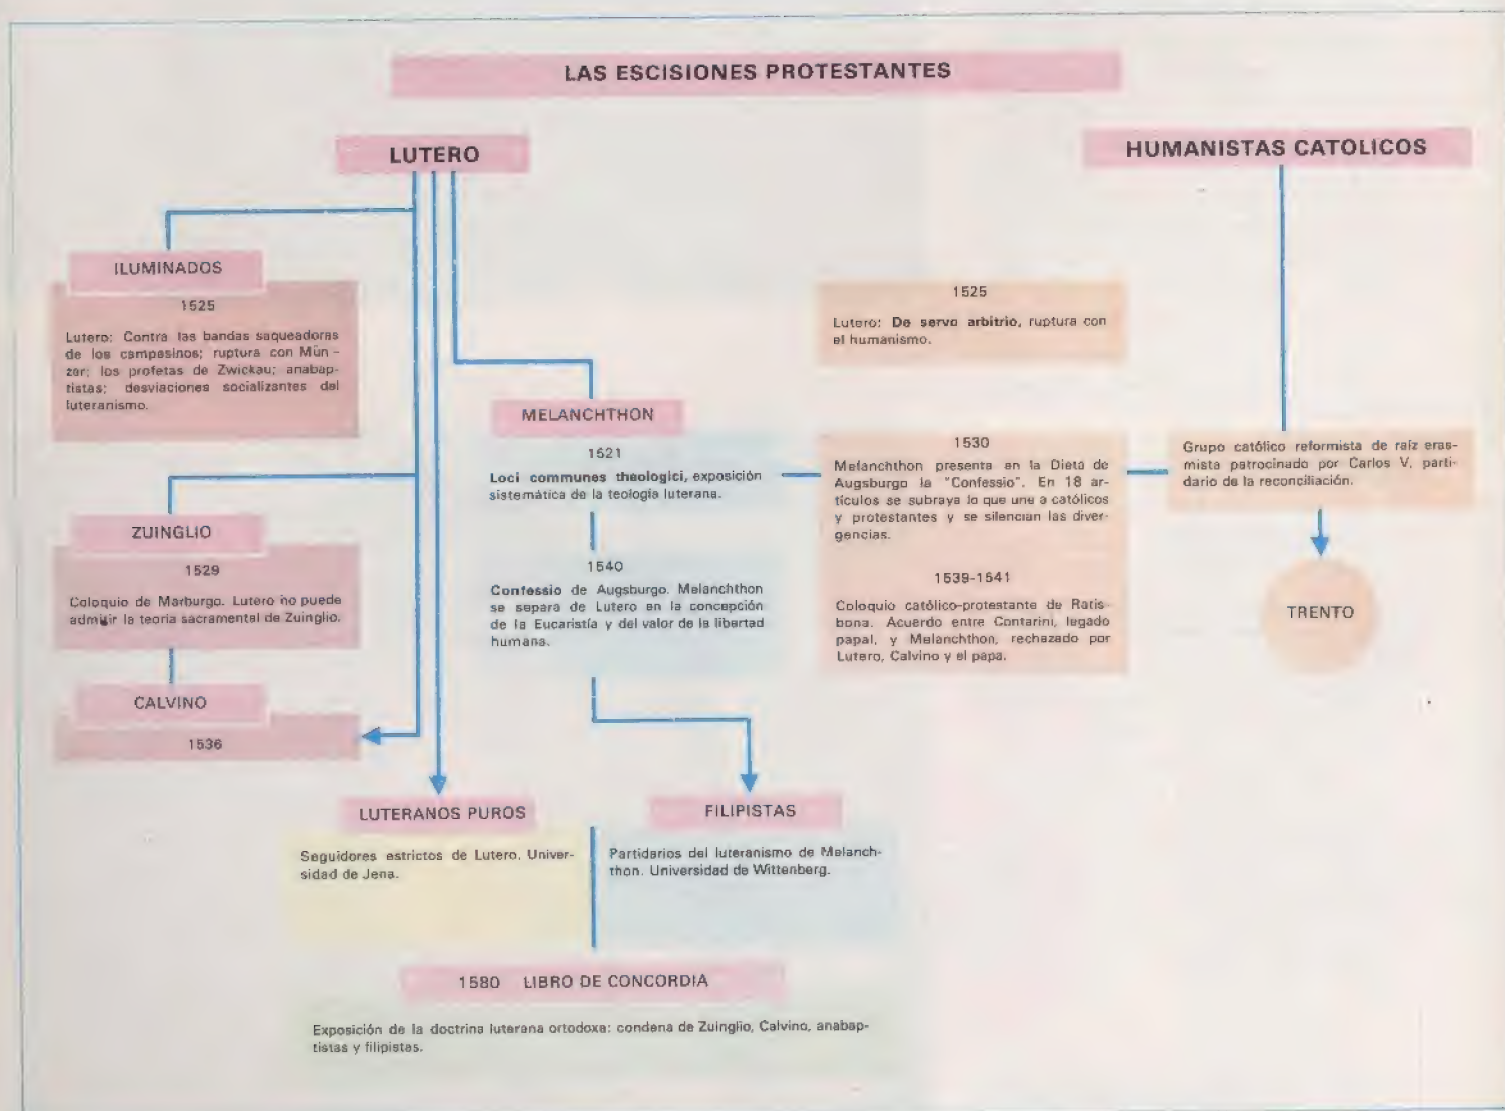 LAS ESCISIONES PROTESTANTES
LUTERO
HUMANISTAS CATOLICOS
ILUMINADOS
1525
Lutero: Contra las bandas saqueadoras
de los campesinos; ruptura con Mün-
zer; los profetas de Zwickau; anabap-
tistas; desviaciones socializantes del
luteranismo.
1525
Lutero: De servo arbitrio, ruptura con
el humanismo.
MELANCHTHON
1521
Loci communes theologici, exposición
sistemática de la teología luterana.
1530
Melanchthon presenta en la Dieta de
Augsburgo la "Confessio". En 18 ar-
tículos se subraya lo que une a católicos
y protestantes y se silencian las diver-
gencias.
Grupo católico reformista de raíz eras-
mista patrocinado por Carlos V, parti-
dario de la reconciliación.
ZUINGLIO
1529
Coloquio de Marburgo. Lutero no puede
admitir la teoría sacramental de Zuinglio.
1540
Confessio de Augsburgo. Melanchthon
se separa de Lutero en la concepción
de la Eucaristía y del valor de la libertad
humana.
1539-1541
Coloquio católico-protestante de Ratis-
bona. Acuerdo entre Contarini, legado
papal, y Melanchthon, rechazado por
Lutero, Calvino y el papa.
TRENTO
CALVINO
1536
LUTERANOS PUROS
Seguidores estrictos de Lutero. Univer-
sidad de Jena.
FILIPISTAS
Partidarios del luteranismo de Melanch-
thon. Universidad de Wittenberg.
1580 LIBRO DE CONCORDIA
Exposición de la doctrina luterana ortodoxa: condena de Zuinglio, Calvino, anabap-
tistas y filipistas.